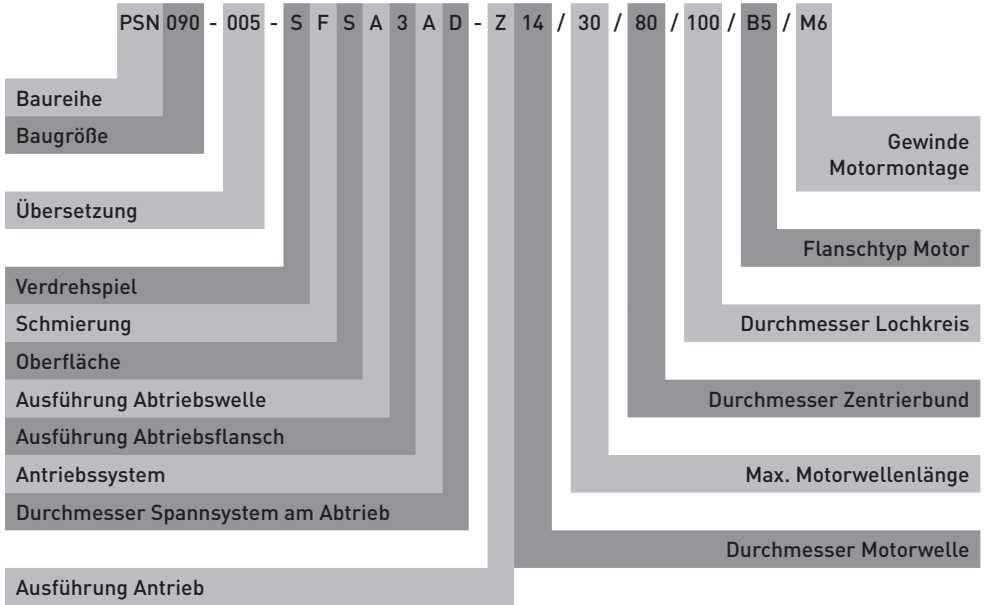 PSN 090 - 005 - S F S A 3 A D - Z 14 / 30 / 80 / 100 / B5 / M6
Baureihe
Baugröße
Gewinde
Motormontage
Übersetzung
Flanschtyp Motor
Verdrehspiel
Schmierung
Durchmesser Lochkreis
Oberfläche
Ausführung Abtriebswelle
Durchmesser Zentrierbund
Ausführung Abtriebsflansch
Antriebssystem
Max. Motorwellenlänge
Durchmesser Spannsystem am Abtrieb
Durchmesser Motorwelle
Ausführung Antrieb